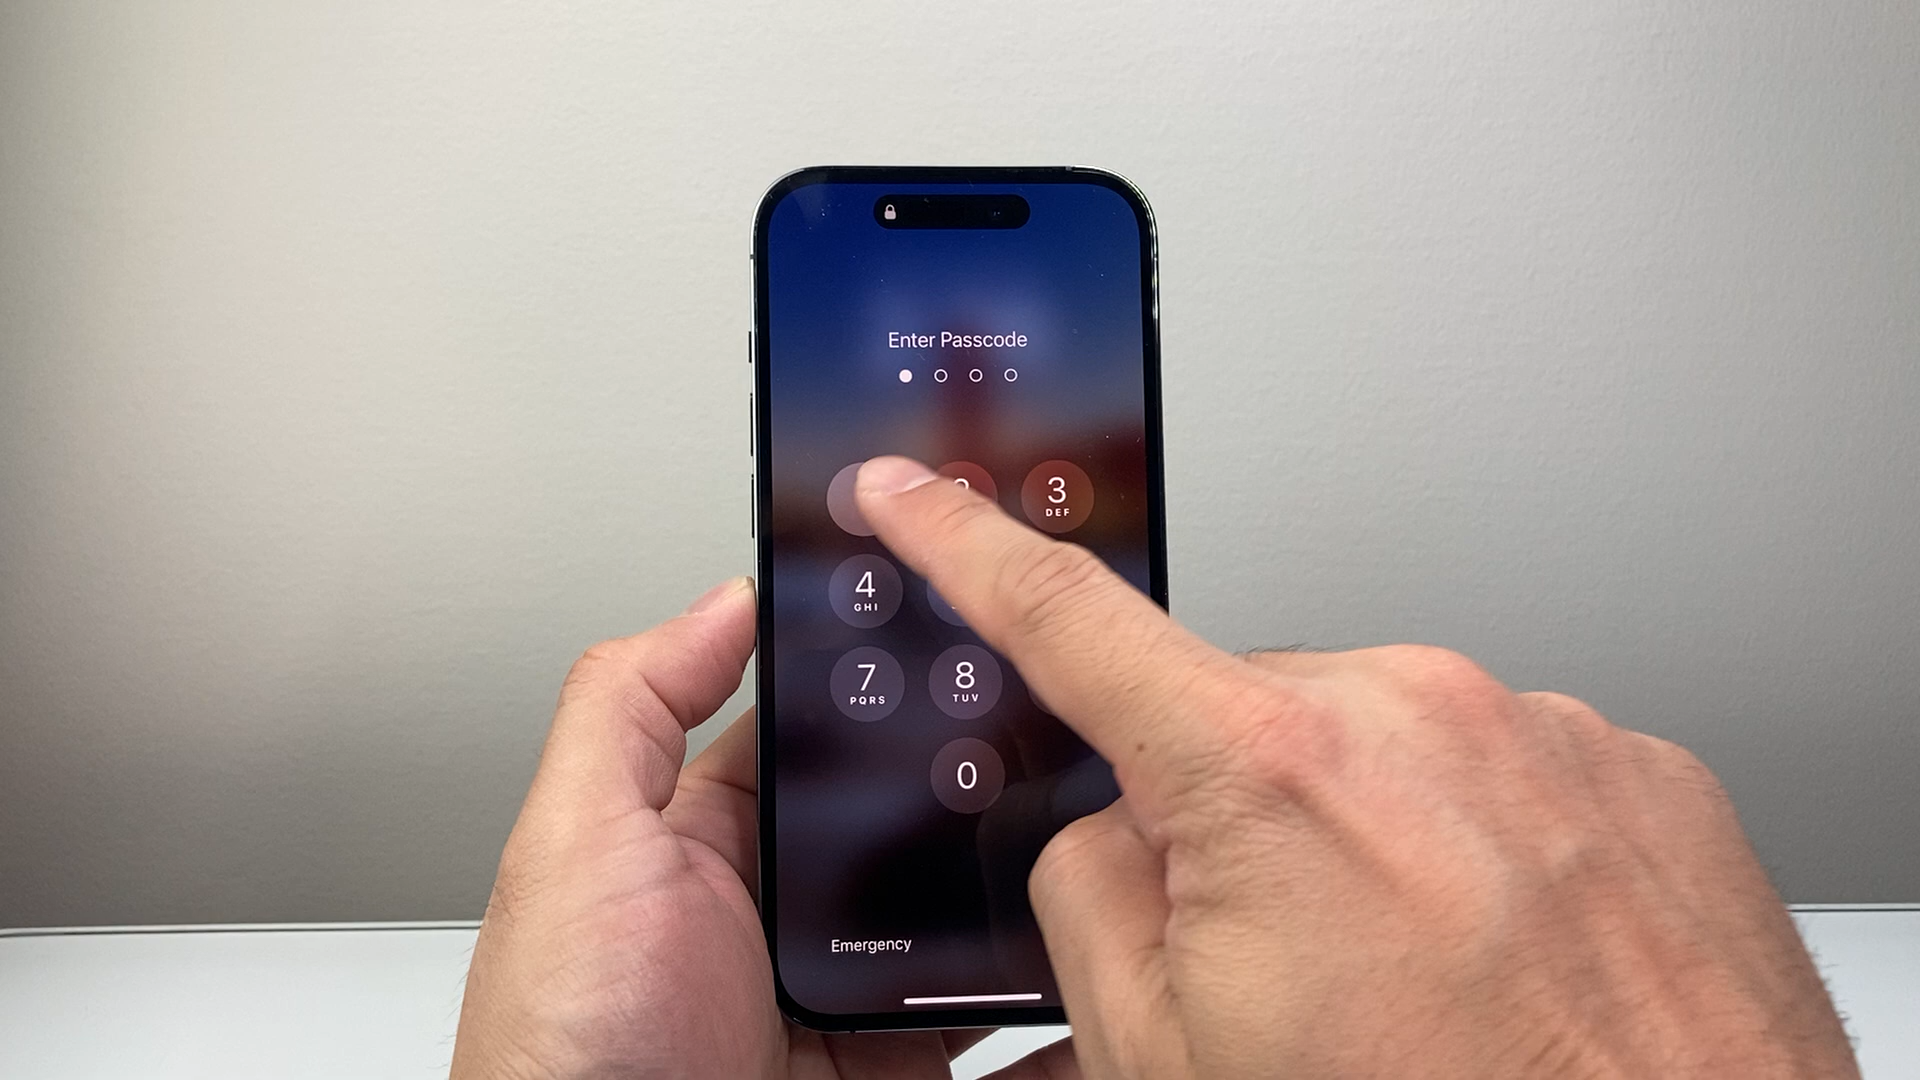 Enter Passcode
3
DEF
4
GHI
7 8
PQRS TUV
0
Emergency